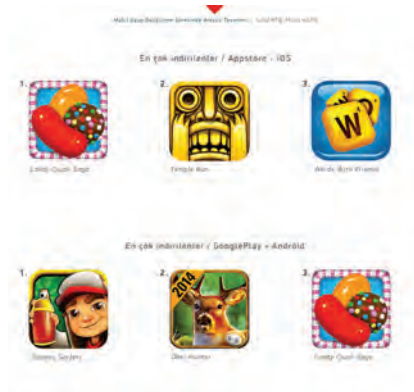 En çok indirilenler / Appstore - iOS
1.
2.
3.
W
Candy Crush Saga
Temple Run
Words With Friends
En çok indirilenler / GooglePlay - Android
1.
2.
3.
2014
Subway Surfers
Deer Hunter
Candy Crush Saga